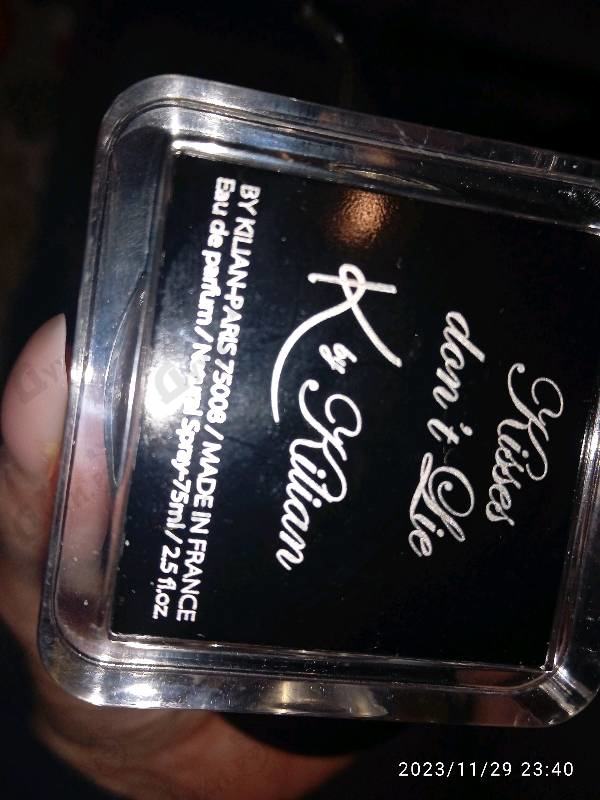 Kisses
don't Lie
K by Kilian
BY KILIAN-PARIS 75008 / MADE IN FRANCE
Eau de parfum / Natural Spray-75ml / 2.5 fl.oz.
2023/11/29 23:40